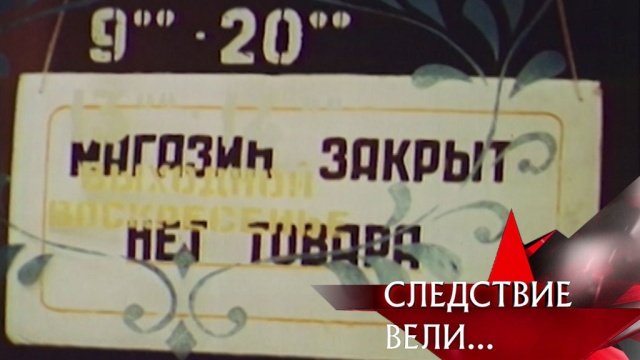 9°°·20°°
МАГАЗИН ЗАКРЫТ
ВЫХОДНОЙ
ВОСКРЕСЕНЬЕ
НЕТ ТОВАРА
СЛЕДСТВИЕ
ВЕЛИ...